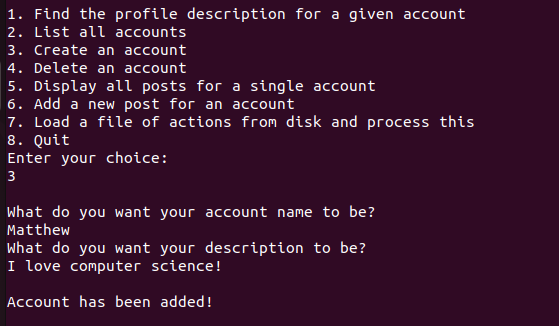 1. Find the profile description for a given account
2. List all accounts
3. Create an account
4. Delete an account
5. Display all posts for a single account
6. Add a new post for an account
7. Load a file of actions from disk and process this
8. Quit
Enter your choice:
3
What do you want your account name to be?
Matthew
What do you want your description to be?
I love computer science!
Account has been added!